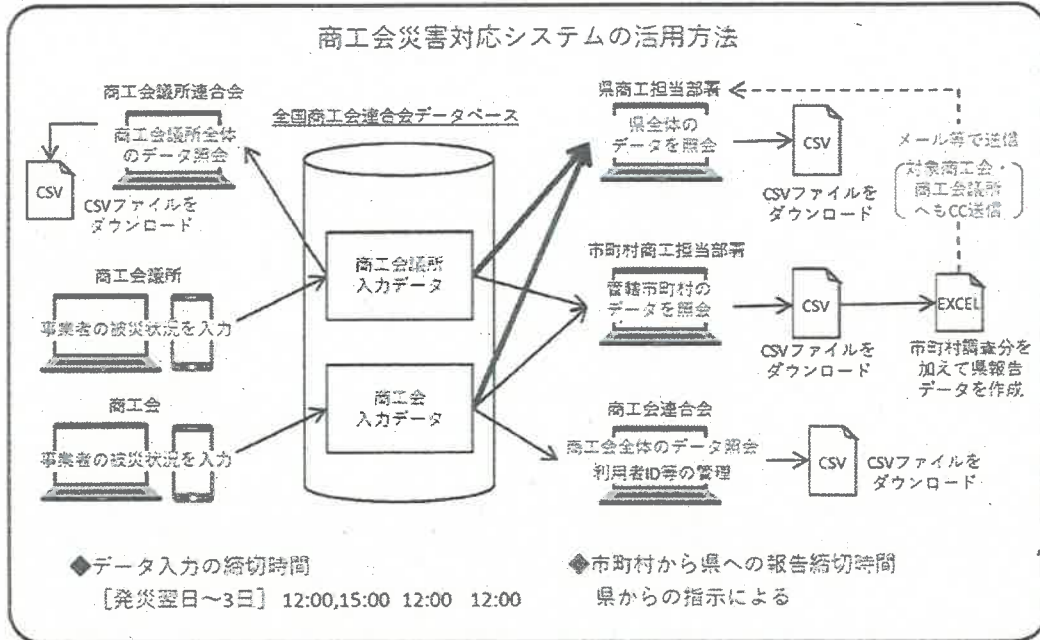 商工会災害対応システムの活用方法
商工会議所連合会
商工会議所全体
のデータ照会
CSV
CSVファイルを
ダウンロード
全国商工会連合会データベース
商工会議所
入力データ
商工会
入力データ
商工会議所
事業者の被災状況を入力
商工会
事業者の被災状況を入力
県商工担当部署
県全体の
データを照会
CSV
CSVファイルを
ダウンロード
メール等で送信
対象商工会・
商工会議所
へもCC送信
市町村商工担当部署
管轄市町村の
データを照会
CSV
CSVファイルを
ダウンロード
EXCEL
市町村調査分を
加えて県報告
データを作成
商工会連合会
商工会全体のデータ照会
利用者ID等の管理
CSV
CSVファイルを
ダウンロード
◆データ入力の締切時間
[発災翌日～3日] 12:00,15:00 12:00 12:00
◆市町村から県への報告締切時間
県からの指示による